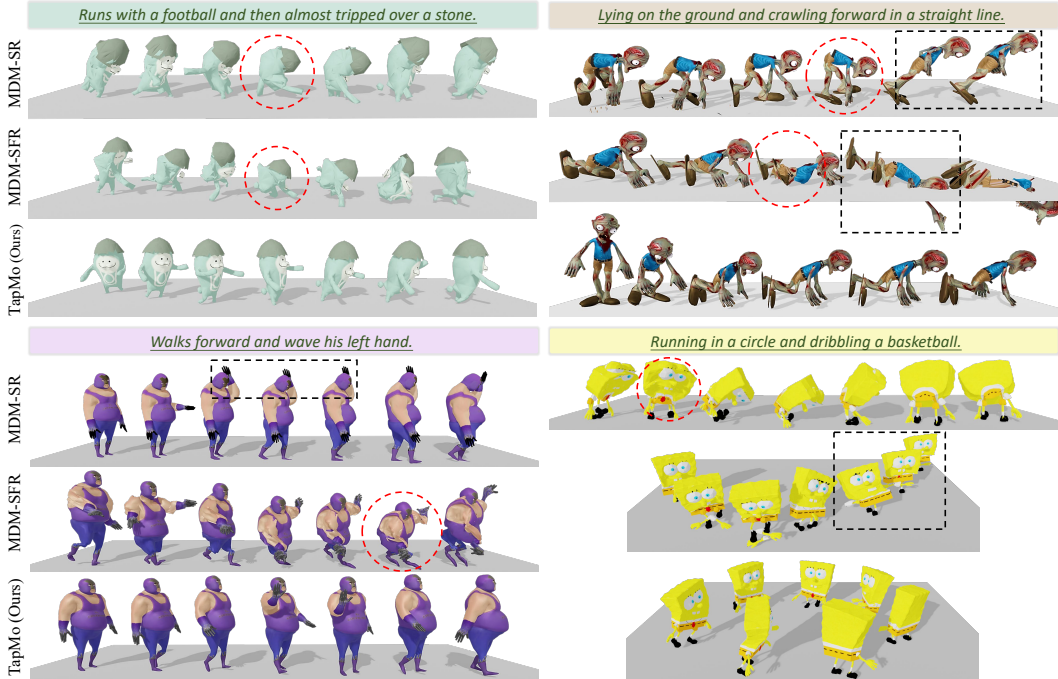 Runs with a football and then almost tripped over a stone.
Lying on the ground and crawling forward in a straight line.
MDM-SR
MDM-SFR
TapMo (Ours)
Walks forward and wave his left hand.
Running in a circle and dribbling a basketball.
MDM-SR
MDM-SFR
TapMo (Ours)